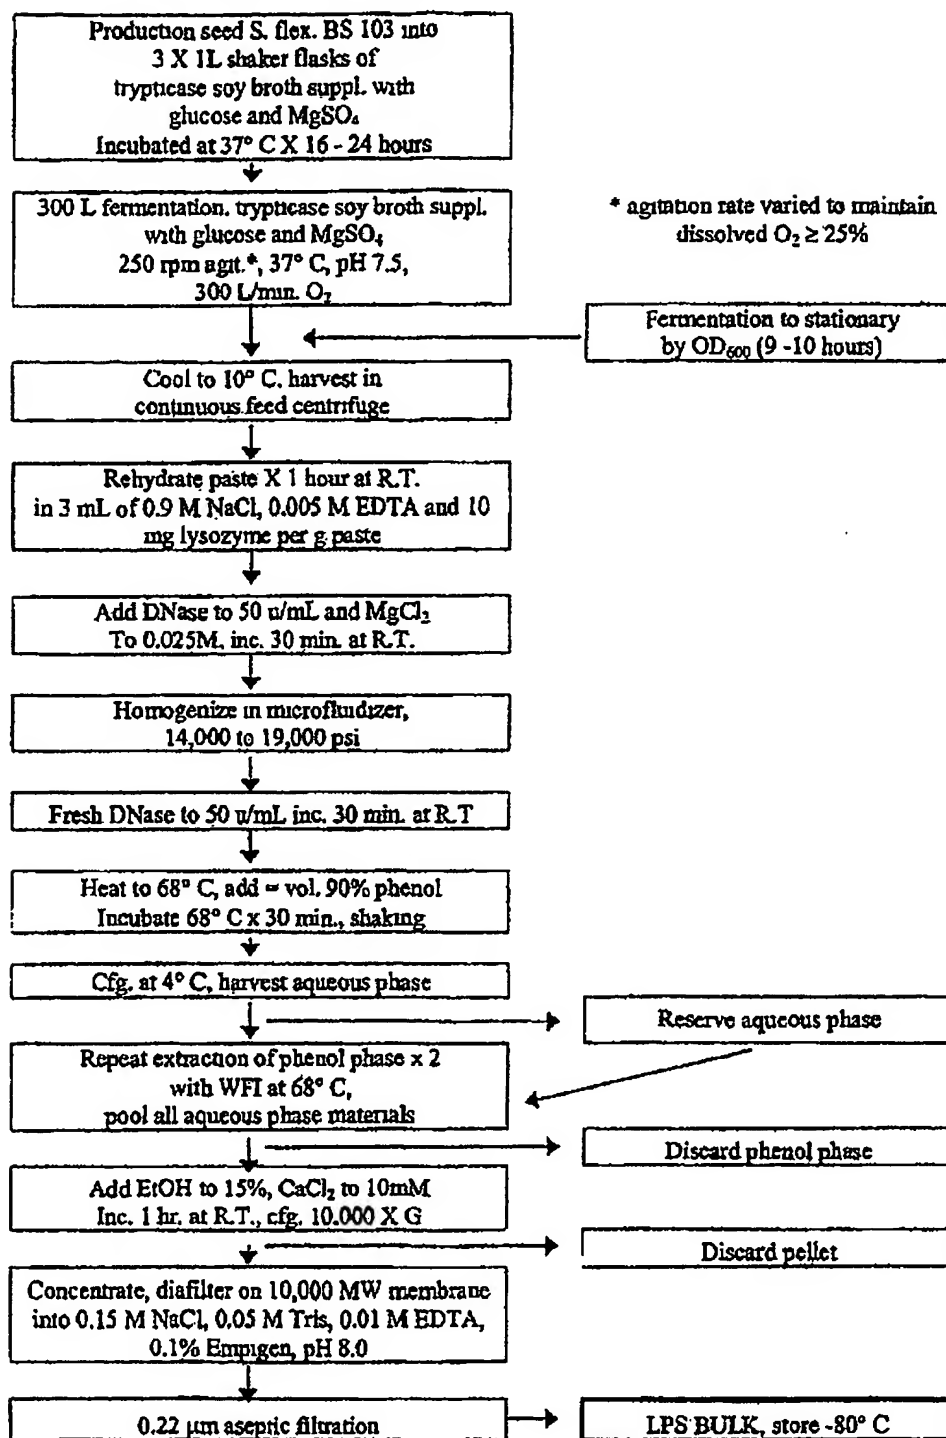 Production seed S. flex. BS 103 into
3 X 1L shaker flasks of
trypticase soy broth suppl. with
glucose and MgSO₄
Incubated at 37° C X 16 - 24 hours
300 L fermentation. trypticase soy broth suppl.
with glucose and MgSO₄
250 rpm agit.*, 37° C, pH 7.5,
300 L/min. O₂
* agitation rate varied to maintain
dissolved O₂ ≥ 25%
Fermentation to stationary
by OD₆₀₀ (9 -10 hours)
Cool to 10° C. harvest in
continuous feed centrifuge
Rehydrate paste X 1 hour at R.T.
in 3 mL of 0.9 M NaCl, 0.005 M EDTA and 10
mg lysozyme per g paste
Add DNase to 50 u/mL and MgCl₂
To 0.025M. inc. 30 min. at R.T.
Homogenize in microfluidizer,
14,000 to 19,000 psi
Fresh DNase to 50 u/mL inc. 30 min. at R.T
Heat to 68° C, add = vol. 90% phenol
Incubate 68° C x 30 min., shaking
Cfg. at 4° C, harvest aqueous phase
Reserve aqueous phase
Repeat extraction of phenol phase x 2
with WFI at 68° C,
pool all aqueous phase materials
Discard phenol phase
Add EtOH to 15%, CaCl₂ to 10mM
Inc. 1 hr. at R.T., cfg. 10.000 X G
Discard pellet
Concentrate, diafilter on 10,000 MW membrane
into 0.15 M NaCl, 0.05 M Tris, 0.01 M EDTA,
0.1% Empigen, pH 8.0
0.22 µm aseptic filtration
LPS BULK, store -80° C